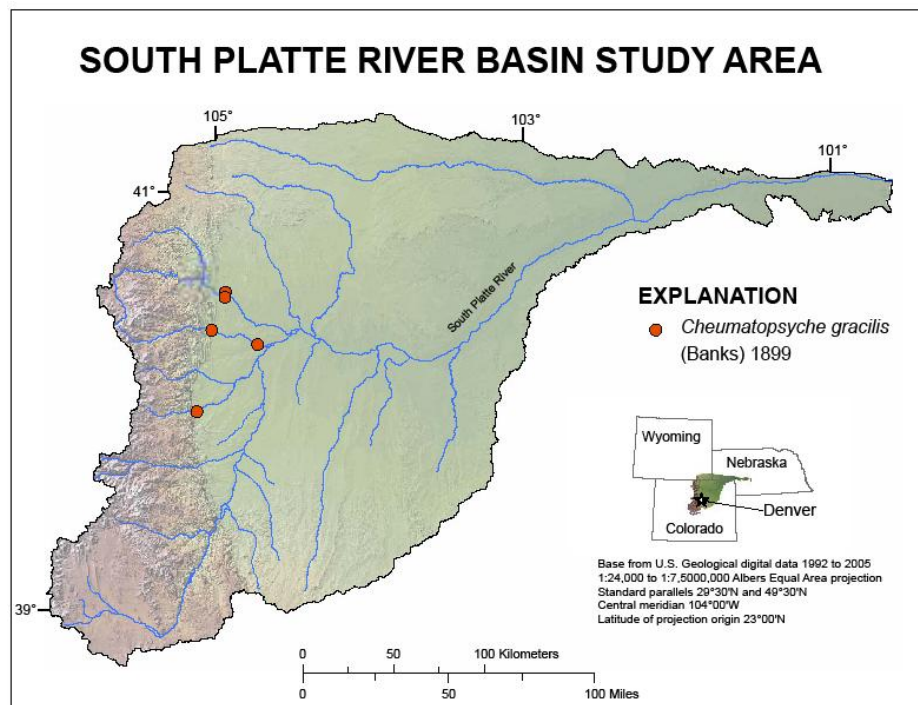 SOUTH PLATTE RIVER BASIN STUDY AREA
105°
103°
101°
41°
South Platte River
EXPLANATION
Cheumatopsyche gracilis
(Banks) 1899
Wyoming
Nebraska
Denver
Colorado
Base from U.S. Geological digital data 1992 to 2005
1:24,000 to 1:7,5000,000 Albers Equal Area projection
Standard parallels 29°30'N and 49°30'N
Central meridian 104°00'W
Latitude of projection origin 23°00'N
39°
0 50 100 Kilometers
0 50 100 Miles